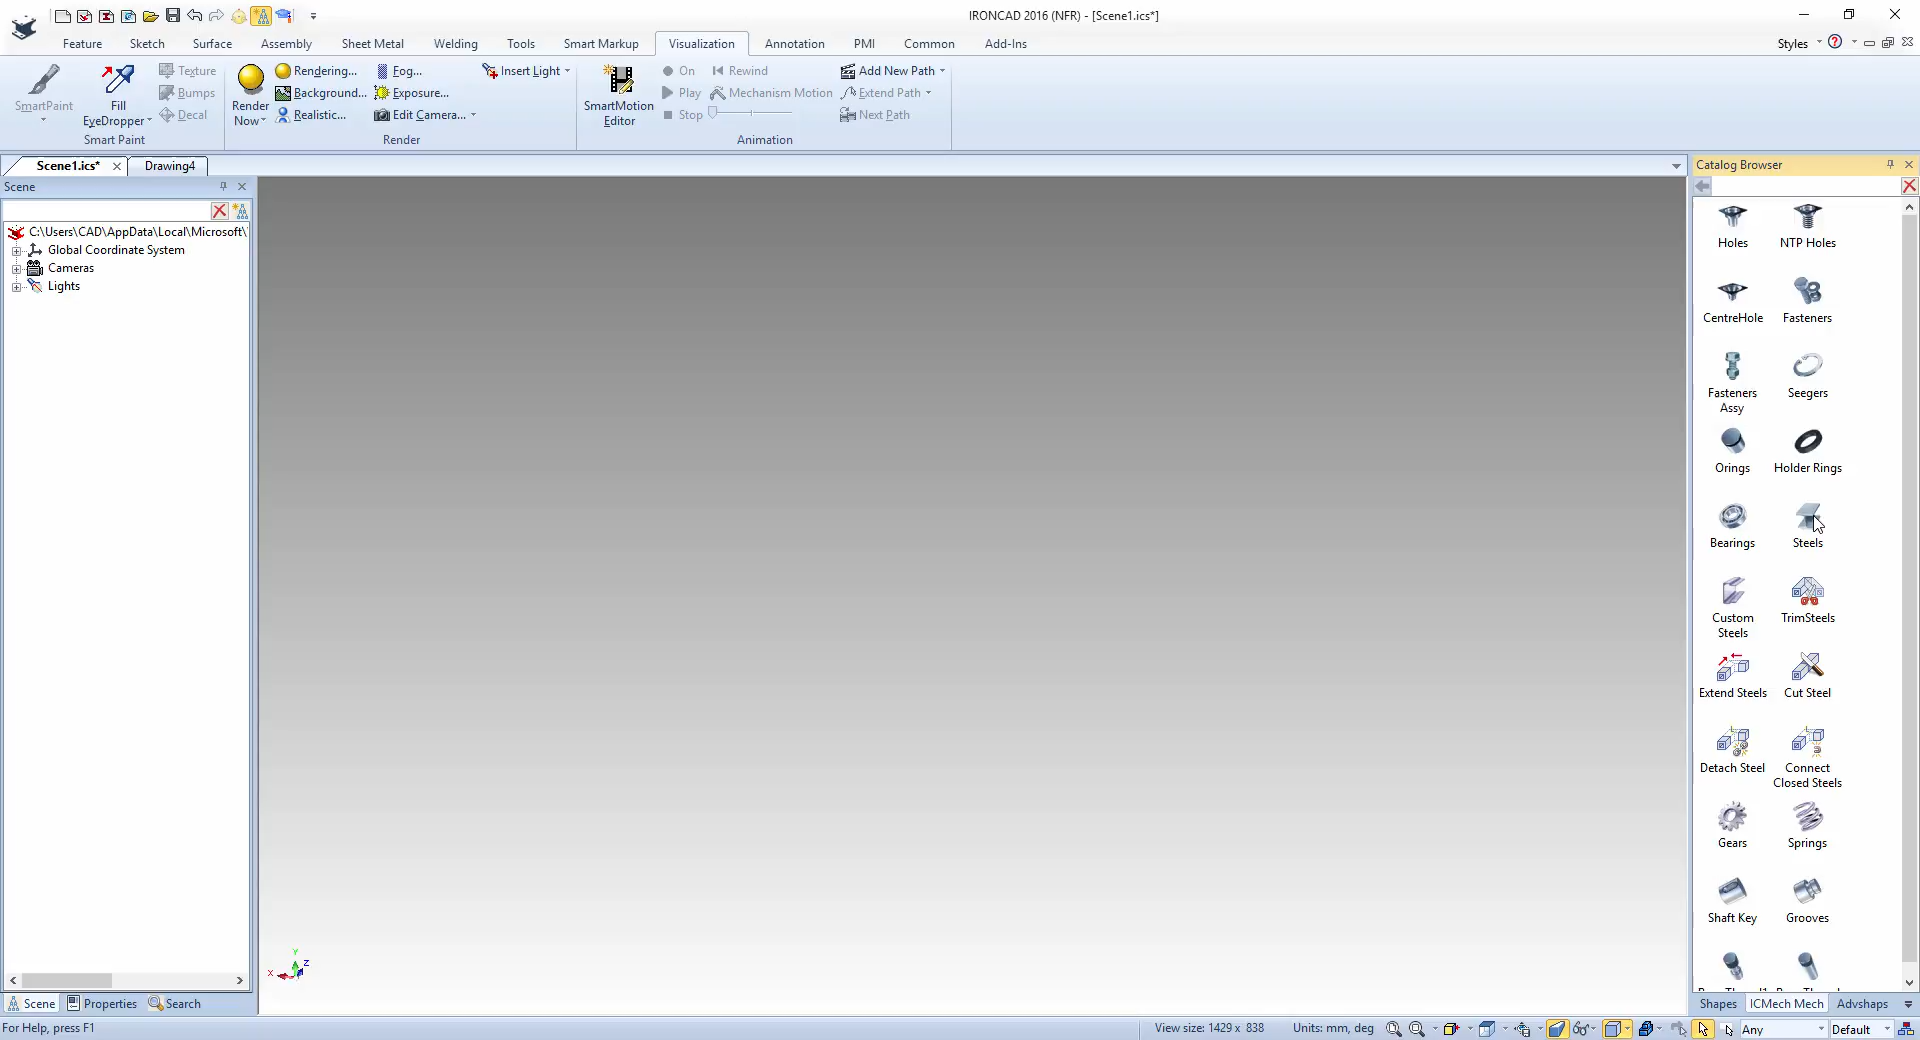 IRONCAD 2016 (NFR) - [Scene1.ics*]
Feature Sketch Surface Assembly Sheet Metal Welding Tools Smart Markup Visualization Annotation PMI Common Add-Ins Styles
SmartPaint
Fill
EyeDropper
Texture
Bumps
Decal
Smart Paint
Render
Now
Rendering...
Background...
Realistic...
Fog...
Exposure...
Edit Camera...
Insert Light
Render
SmartMotion
Editor
On
Play
Stop
Rewind
Mechanism Motion
Add New Path
Extend Path
Next Path
Animation
Scene1.ics* Drawing4
Scene
C:\Users\CAD\AppData\Local\Microsoft\
Global Coordinate System
Cameras
Lights
Scene Properties Search
Y
Z
X
Catalog Browser
Holes NTP Holes
CentreHole Fasteners
Fasteners
Assy
Seegers
Orings Holder Rings
Bearings Steels
Custom
Steels
TrimSteels
Extend Steels Cut Steel
Detach Steel
Connect
Closed Steels
Gears Springs
Shaft Key Grooves
Shapes ICMech Mech Advshaps
For Help, press F1
View size: 1429 x 838
Units: mm, deg
Any
Default